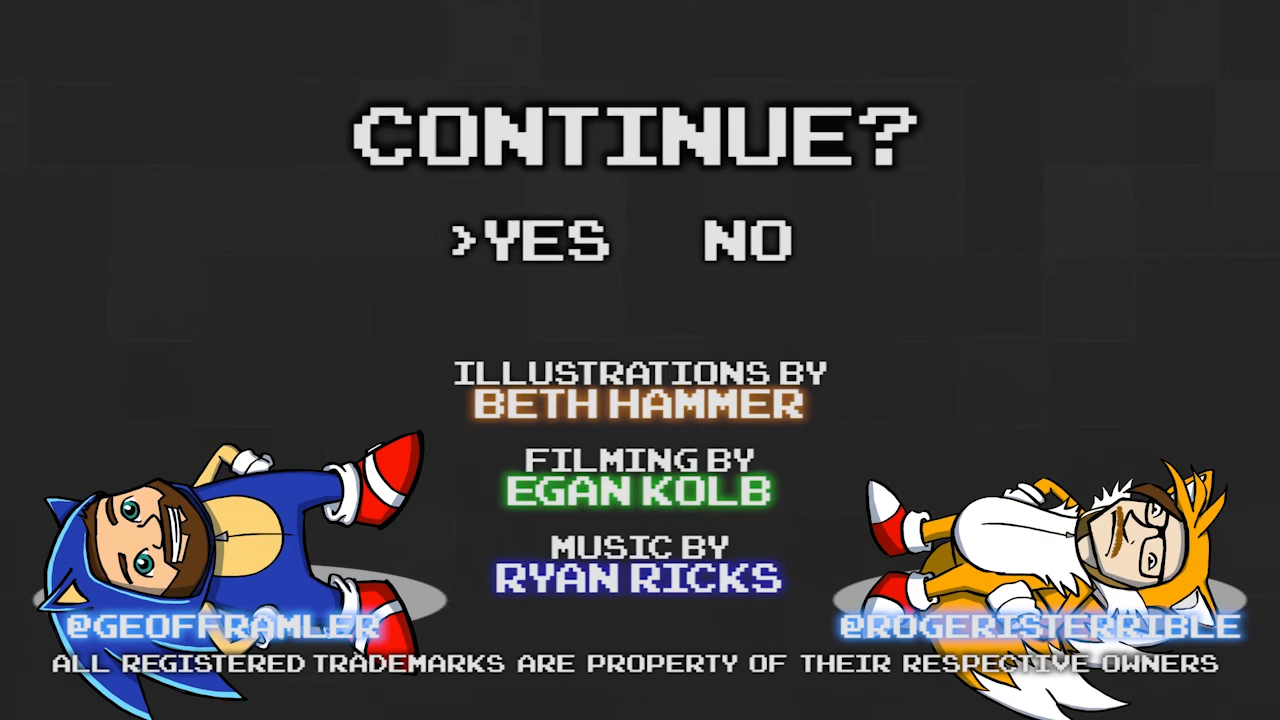 CONTINUE?
>YES NO
ILLUSTRATIONS BY
BETH HAMMER
FILMING BY
EGAN KOLB
MUSIC BY
RYAN RICKS
@GEOFFRAMLER
@ROGERISTERRIBLE
ALL REGISTERED TRADEMARKS ARE PROPERTY OF THEIR RESPECTIVE OWNERS